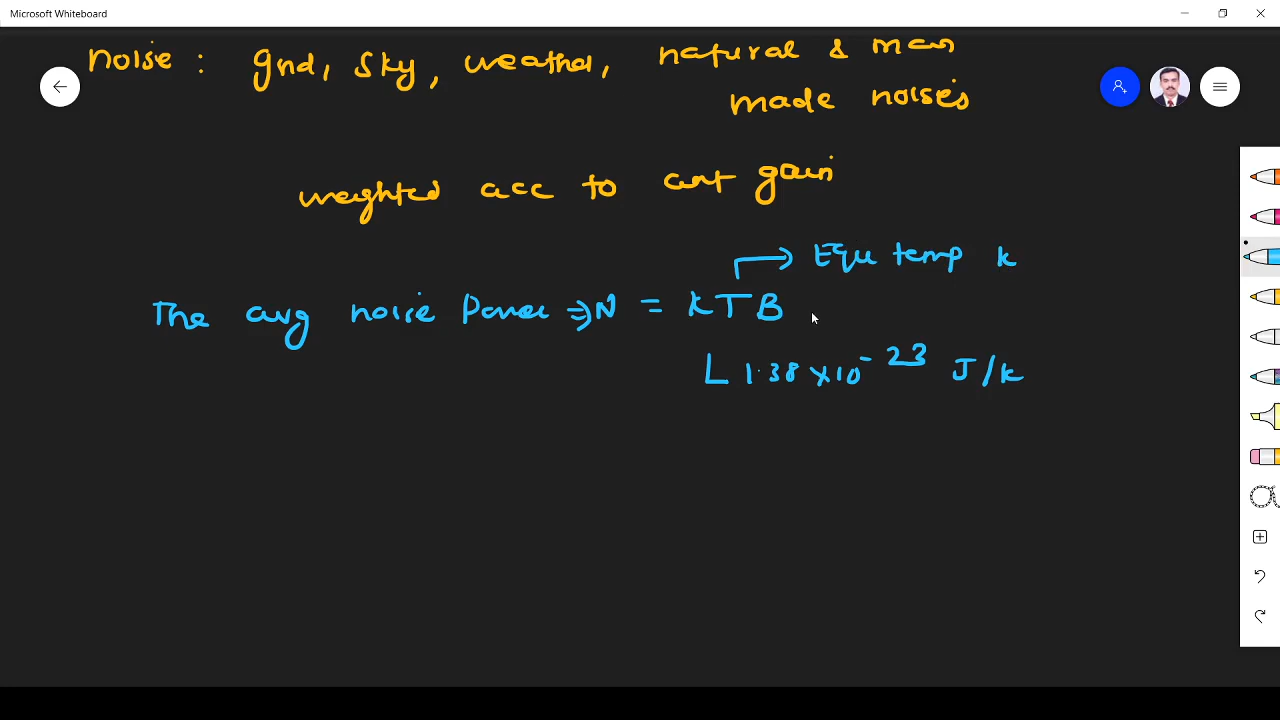 Microsoft Whiteboard
noise : gnd, sky, weather, natural & man
made noises
weighted acc to ant gain
Equ temp k
The avg noise Power ⇒ N = kTB
1.38 × 10⁻²³ J/k